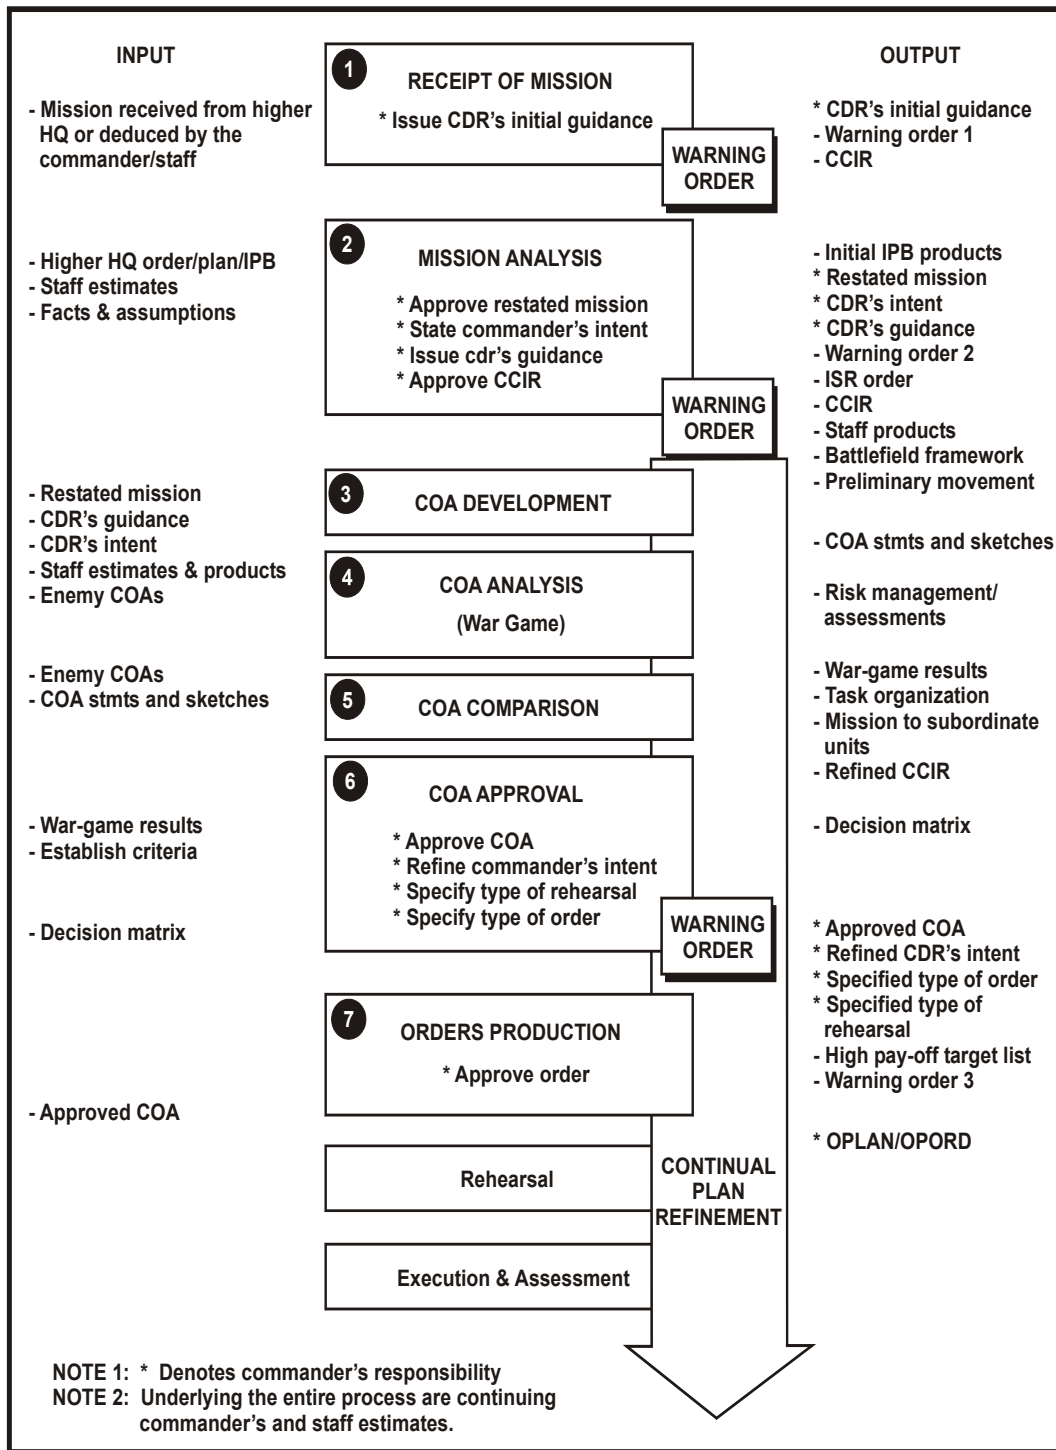 INPUT
- Mission received from higher
HQ or deduced by the
commander/staff
- Higher HQ order/plan/IPB
- Staff estimates
- Facts & assumptions
- Restated mission
- CDR's guidance
- CDR's intent
- Staff estimates & products
- Enemy COAs
- Enemy COAs
- COA stmts and sketches
- War-game results
- Establish criteria
- Decision matrix
- Approved COA
1
RECEIPT OF MISSION
* Issue CDR's initial guidance
WARNING
ORDER
2
MISSION ANALYSIS
* Approve restated mission
* State commander's intent
* Issue cdr's guidance
* Approve CCIR
WARNING
ORDER
3
COA DEVELOPMENT
4
COA ANALYSIS
(War Game)
5
COA COMPARISON
6
COA APPROVAL
* Approve COA
* Refine commander's intent
* Specify type of rehearsal
* Specify type of order
WARNING
ORDER
7
ORDERS PRODUCTION
* Approve order
Rehearsal
Execution & Assessment
CONTINUAL
PLAN
REFINEMENT
OUTPUT
* CDR's initial guidance
- Warning order 1
- CCIR
- Initial IPB products
* Restated mission
* CDR's intent
* CDR's guidance
- Warning order 2
- ISR order
- CCIR
- Staff products
- Battlefield framework
- Preliminary movement
- COA stmts and sketches
- Risk management/
assessments
- War-game results
- Task organization
- Mission to subordinate
units
- Refined CCIR
- Decision matrix
* Approved COA
* Refined CDR's intent
* Specified type of order
* Specified type of
rehearsal
- High pay-off target list
- Warning order 3
* OPLAN/OPORD
NOTE 1: * Denotes commander's responsibility
NOTE 2: Underlying the entire process are continuing
commander's and staff estimates.